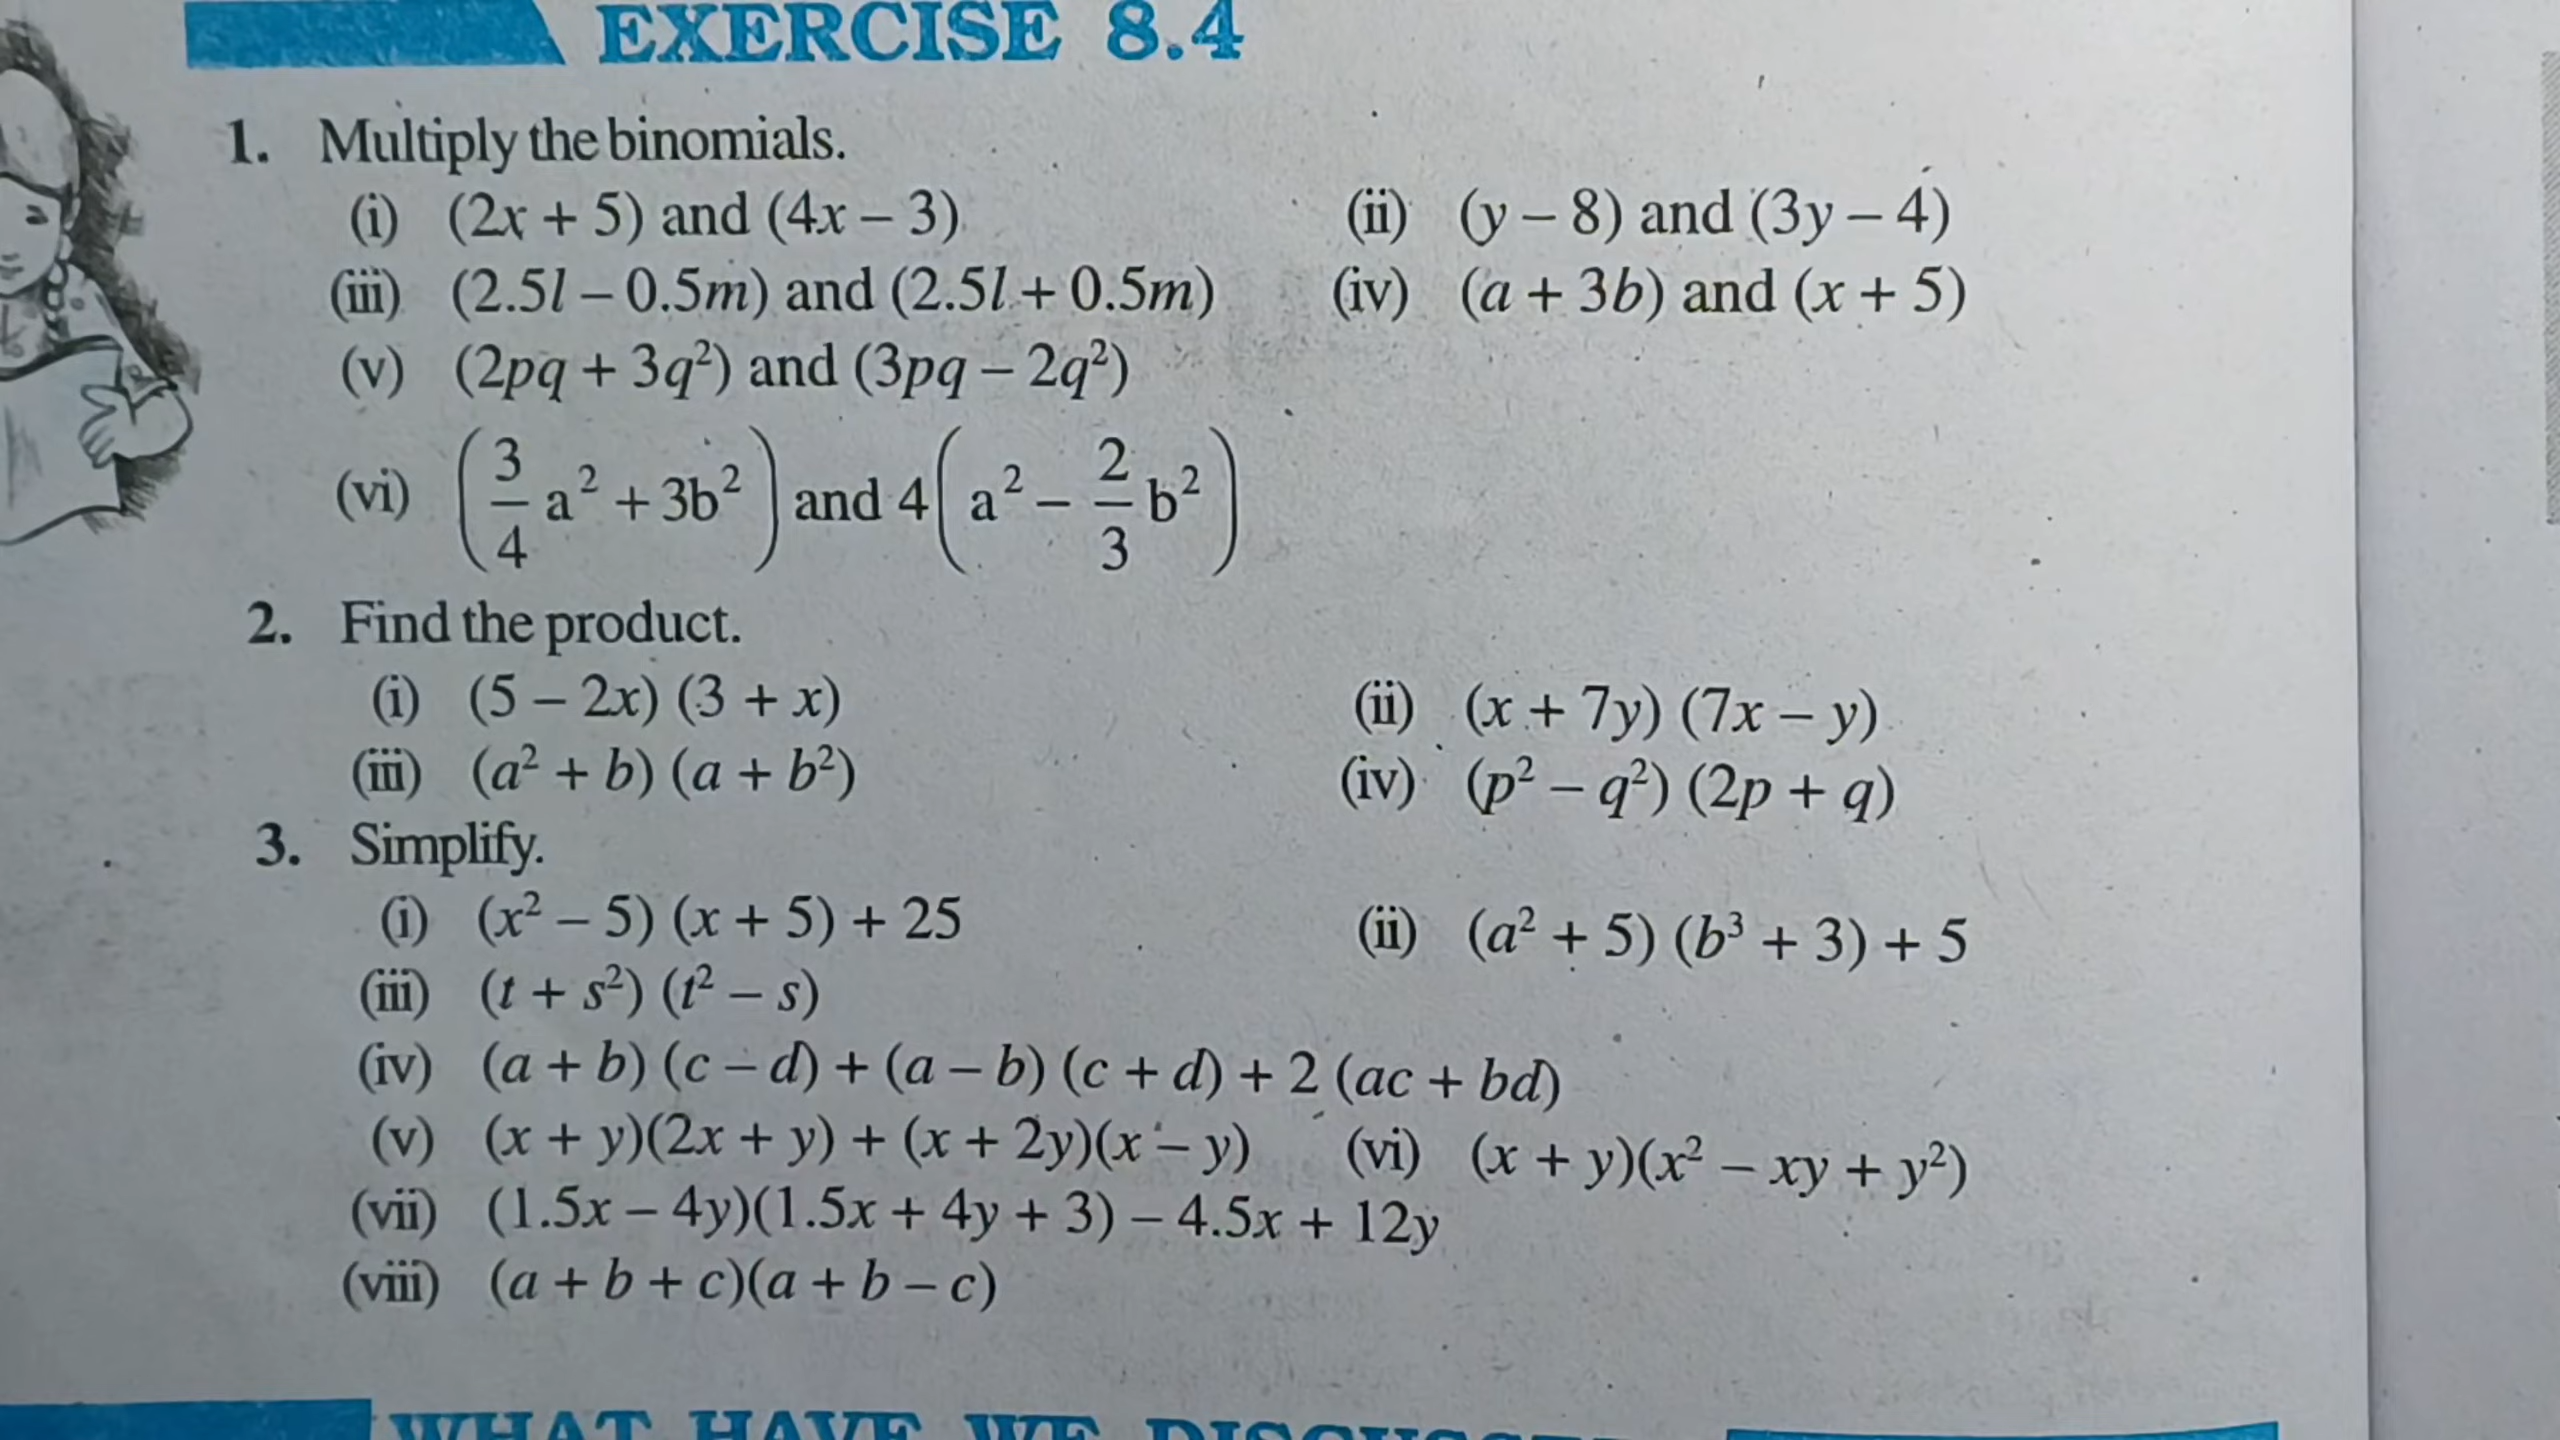 EXERCISE 8.4
1. Multiply the binomials.
(i) (2x + 5) and (4x – 3) (ii) (y – 8) and (3y – 4)
(iii) (2.5l – 0.5m) and (2.5l + 0.5m) (iv) (a + 3b) and (x + 5)
(v) (2pq + 3q²) and (3pq – 2q²)
(vi) (3/4 a² + 3b²) and 4(a² – 2/3 b²)
2. Find the product.
(i) (5 – 2x) (3 + x) (ii) (x + 7y) (7x – y)
(iii) (a² + b) (a + b²) (iv) (p² – q²) (2p + q)
3. Simplify.
(i) (x² – 5) (x + 5) + 25 (ii) (a² + 5) (b³ + 3) + 5
(iii) (t + s²) (t² – s)
(iv) (a + b) (c – d) + (a – b) (c + d) + 2 (ac + bd)
(v) (x + y)(2x + y) + (x + 2y)(x – y) (vi) (x + y)(x² – xy + y²)
(vii) (1.5x – 4y)(1.5x + 4y + 3) – 4.5x + 12y
(viii) (a + b + c)(a + b – c)
WHAT HAVE WE